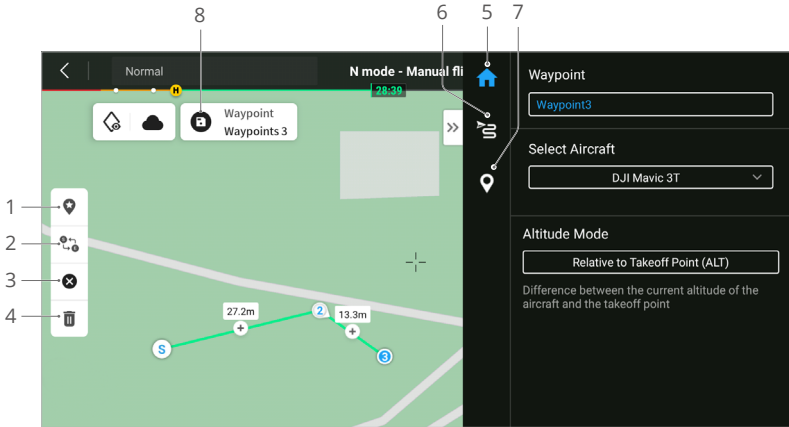 8
6
5
7
Normal
N mode - Manual fli
H
28:39
Waypoint
Waypoints 3
Waypoint
Waypoint3
Select Aircraft
DJI Mavic 3T
Altitude Mode
Relative to Takeoff Point (ALT)
Difference between the current altitude of the
aircraft and the takeoff point
1
2
3
4
27.2m
13.3m
S
2
3